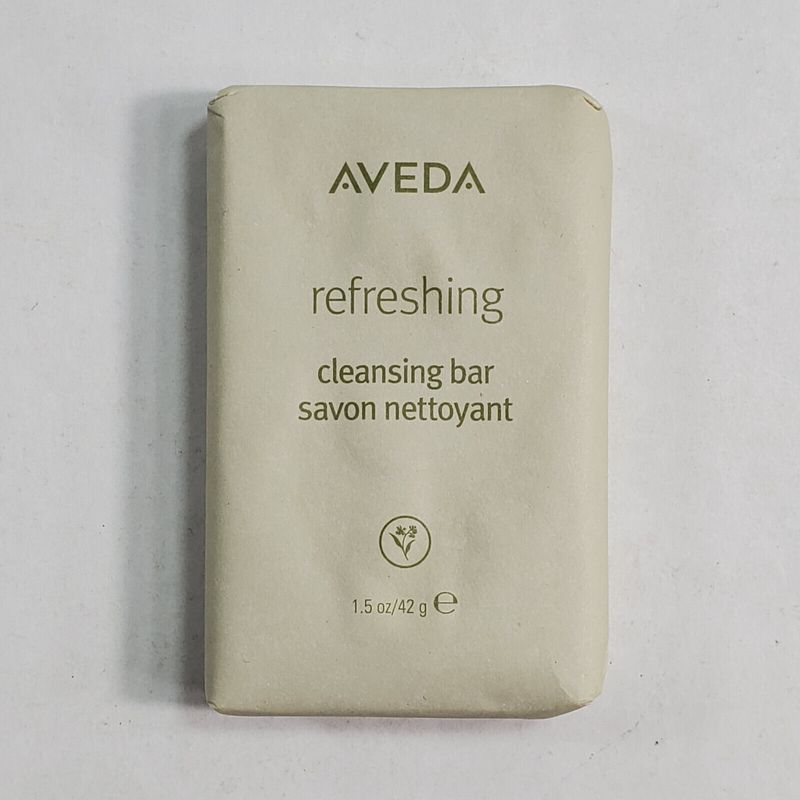 AVEDA
refreshing
cleansing bar
savon nettoyant
1.5 oz/42 g ℮